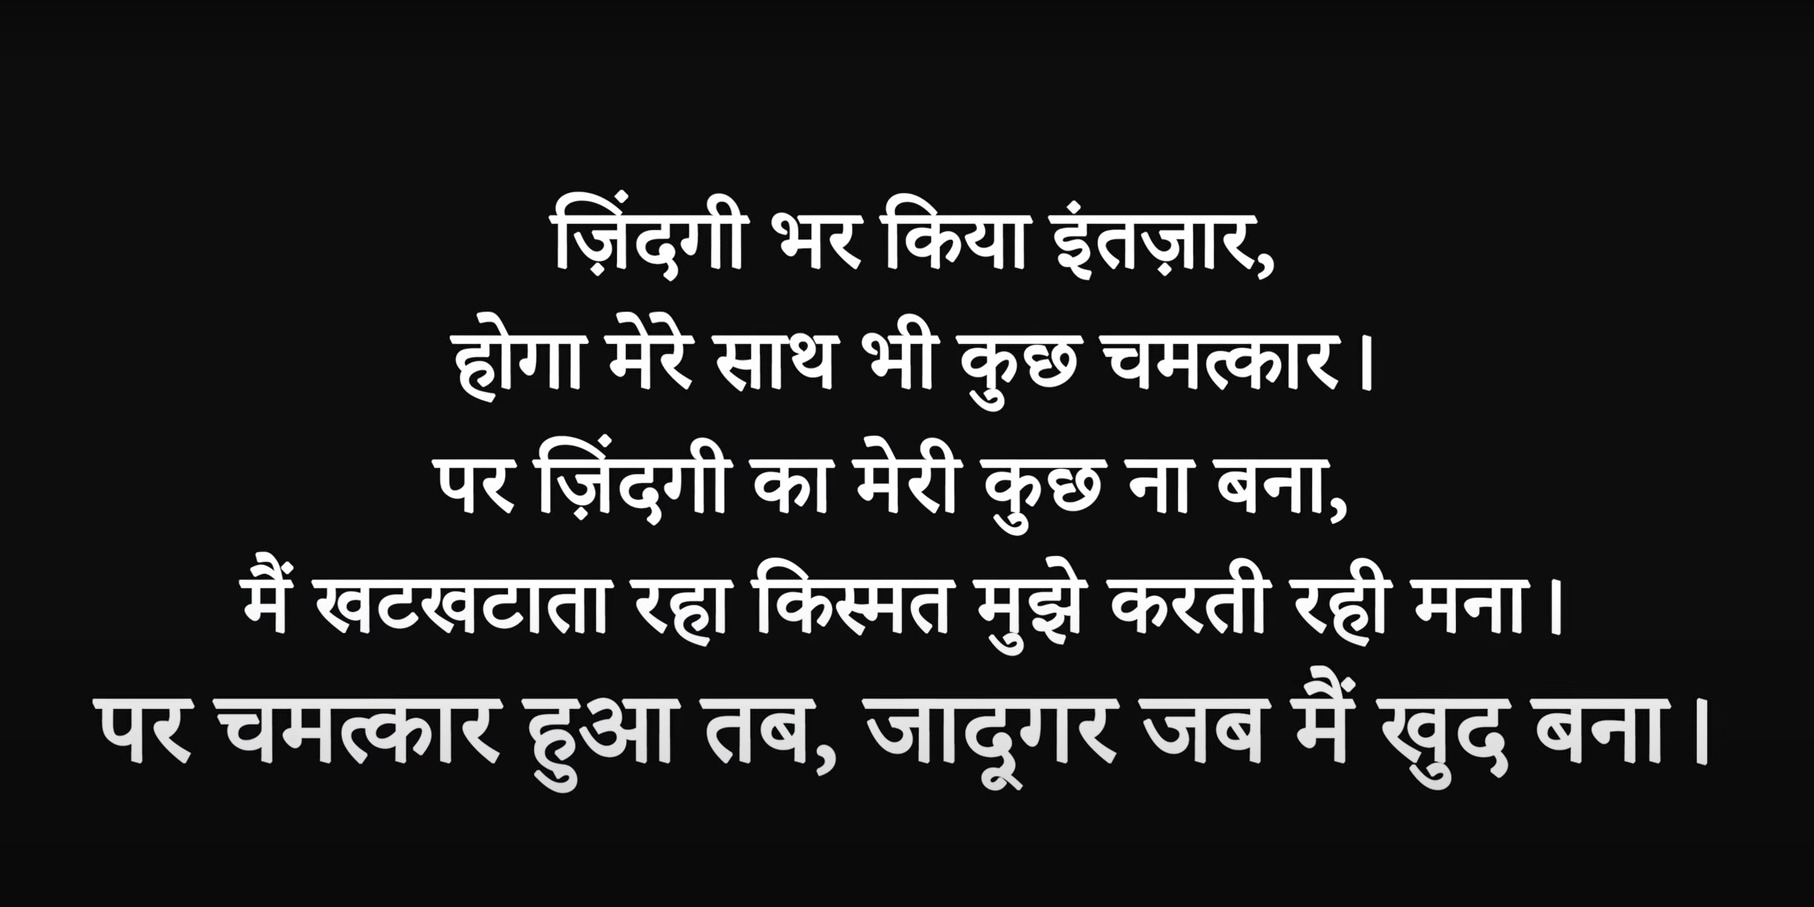 ज़िंदगी भर किया इंतज़ार,
होगा मेरे साथ भी कुछ चमत्कार।
पर ज़िंदगी का मेरी कुछ ना बना,
मैं खटखटाता रहा किस्मत मुझे करती रही मना।
पर चमत्कार हुआ तब, जादूगर जब मैं खुद बना।